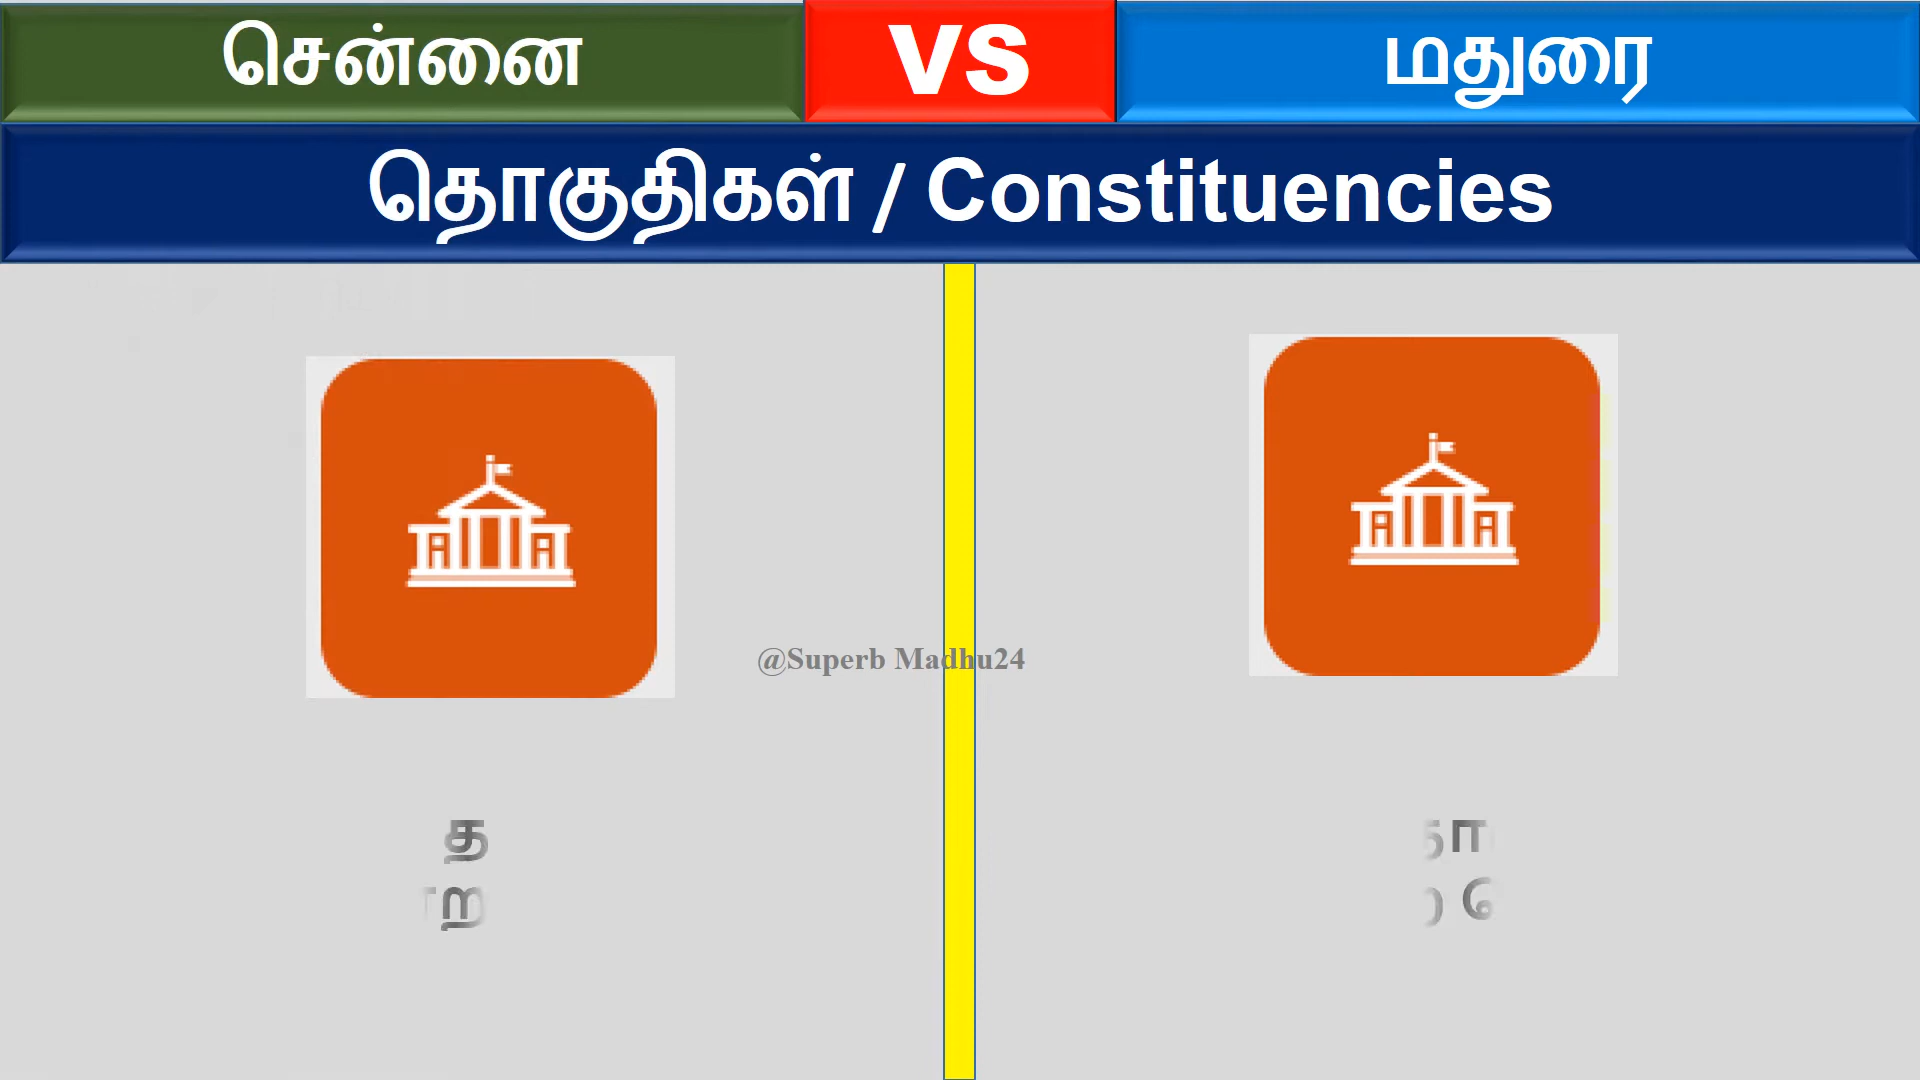 சென்னை VS மதுரை
தொகுதிகள் / Constituencies
@Superb Madhu24